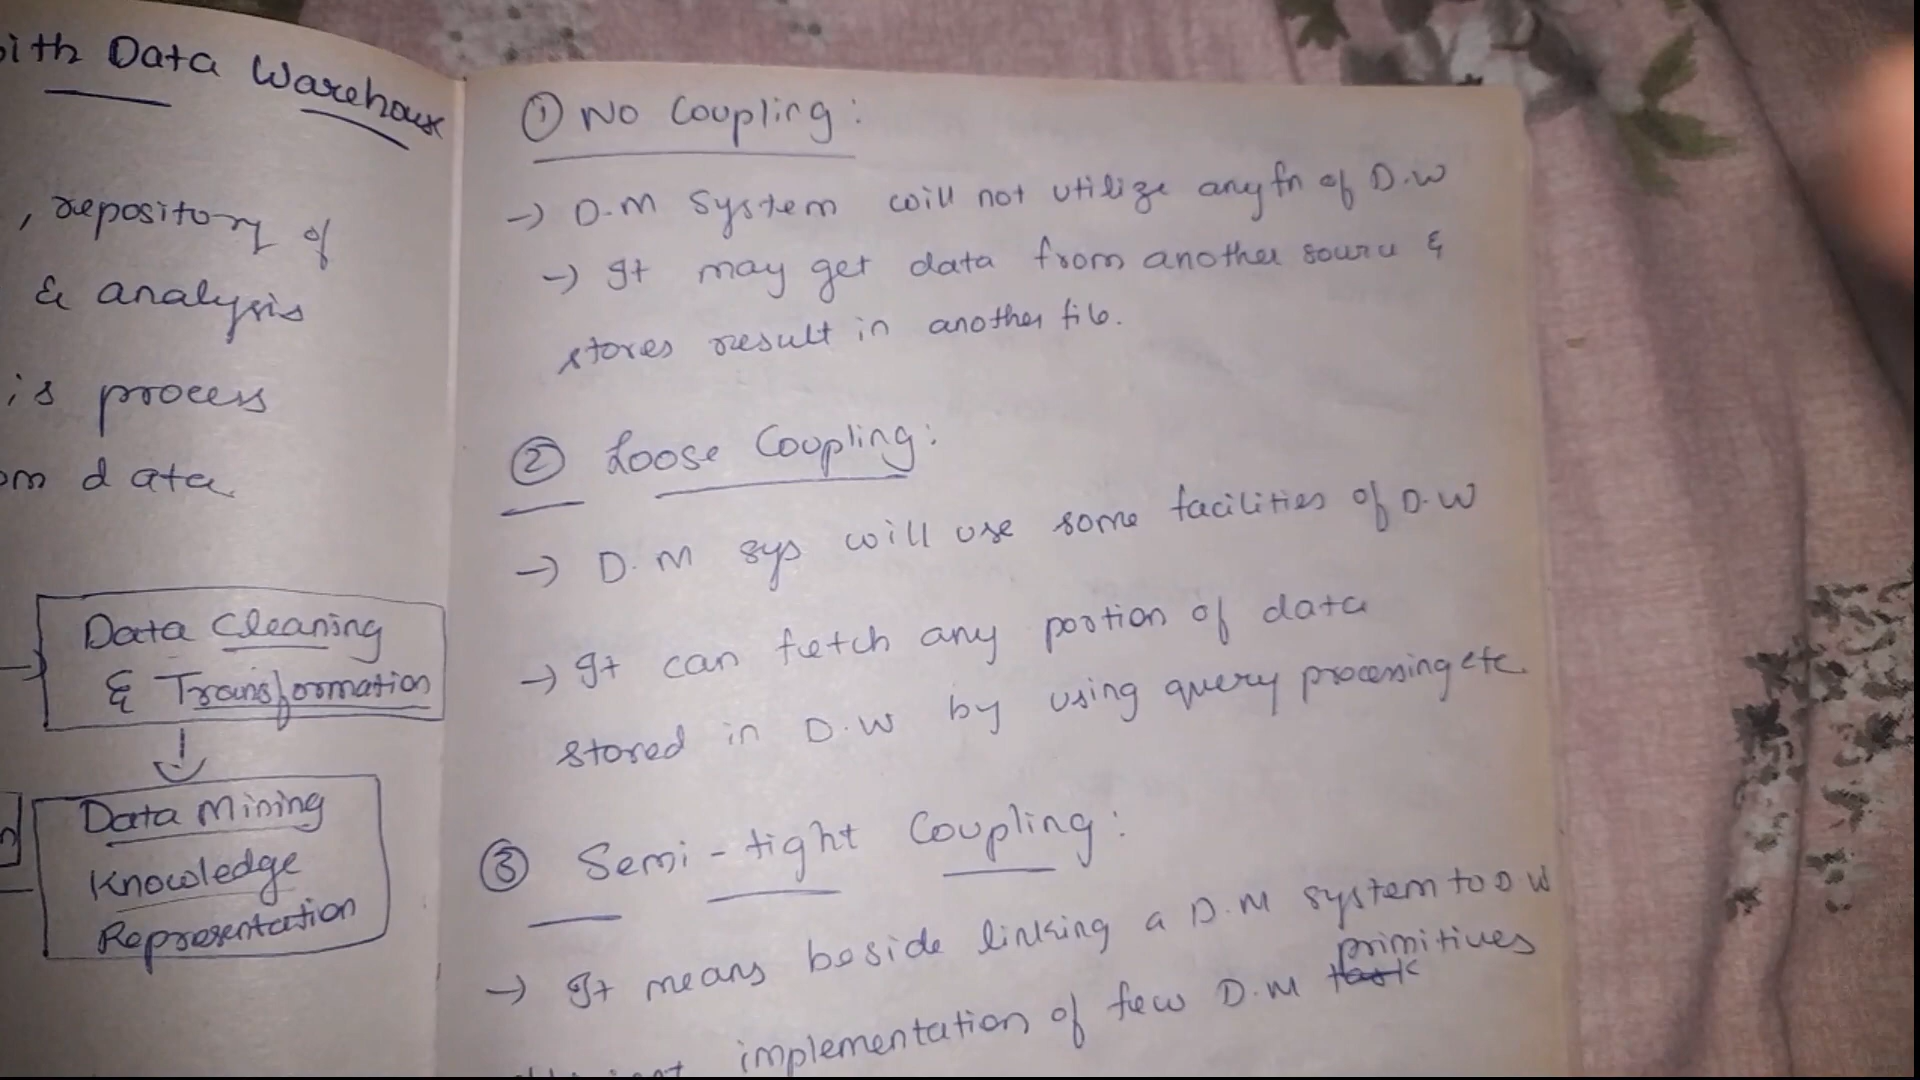 ith Data Warehouse
, repository of
& analysis
is process
om data
Data Cleaning
& Transformation
Data Mining
Knowledge
Representation
① No Coupling:
→ D.M System will not utilize any fn of D.W
→ It may get data from another source &
stores result in another file.
② Loose Coupling:
→ D.M sys will use some facilities of D.W
→ It can fetch any portion of data
stored in D.W by using query processing etc.
③ Semi-tight Coupling:
→ It means beside linking a D.M system to D W
primitives
implementation of few D.M task